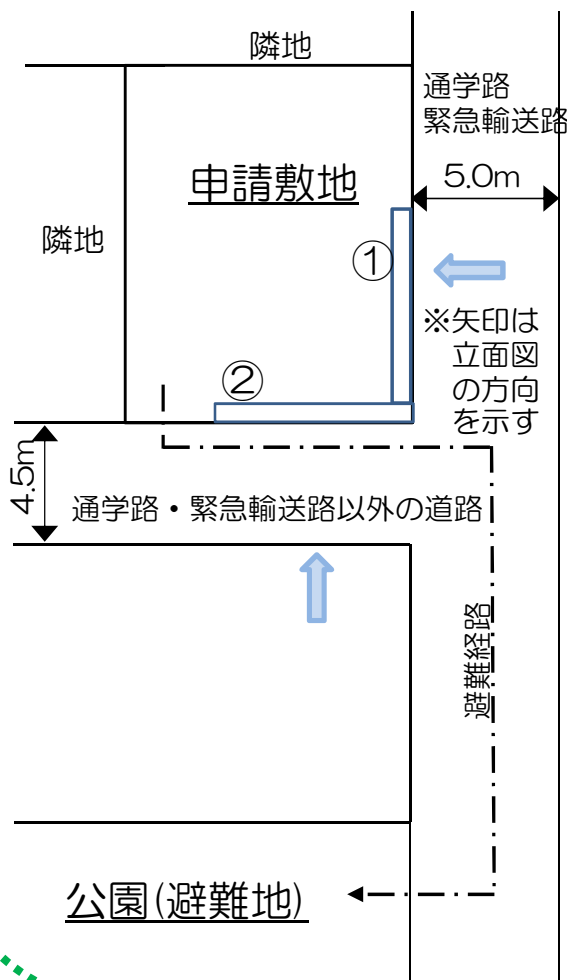 隣地
通学路
緊急輸送路
申請敷地
5.0m
隣地
①
※矢印は
立面図
の方向
を示す
②
4.5m
通学路・緊急輸送路以外の道路
避難経路
公園(避難地)